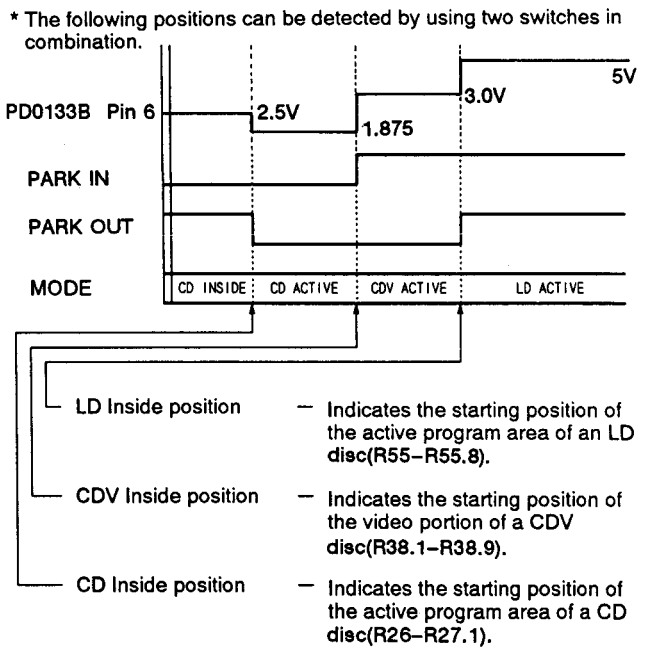 * The following positions can be detected by using two switches in
combination.
PD0133B Pin 6
2.5V
1.875
3.0V
5V
PARK IN
PARK OUT
MODE
CD INSIDE
CD ACTIVE
CDV ACTIVE
LD ACTIVE
LD Inside position
— Indicates the starting position of
the active program area of an LD
disc(R55–R55.8).
CDV Inside position
— Indicates the starting position of
the video portion of a CDV
disc(R38.1–R38.9).
CD Inside position
— Indicates the starting position of
the active program area of a CD
disc(R26–R27.1).